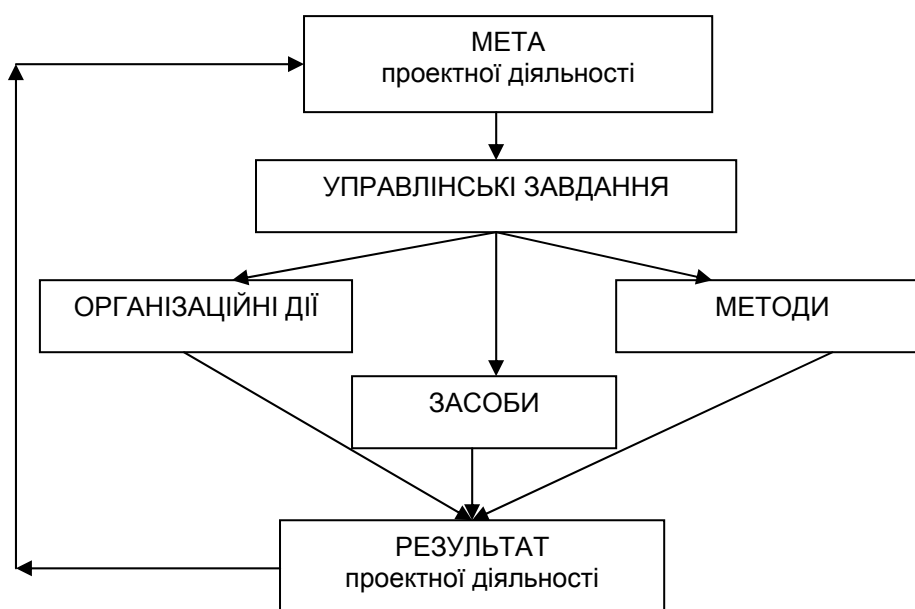 МЕТА
проектної діяльності
УПРАВЛІНСЬКІ ЗАВДАННЯ
ОРГАНІЗАЦІЙНІ ДІЇ
МЕТОДИ
ЗАСОБИ
РЕЗУЛЬТАТ
проектної діяльності